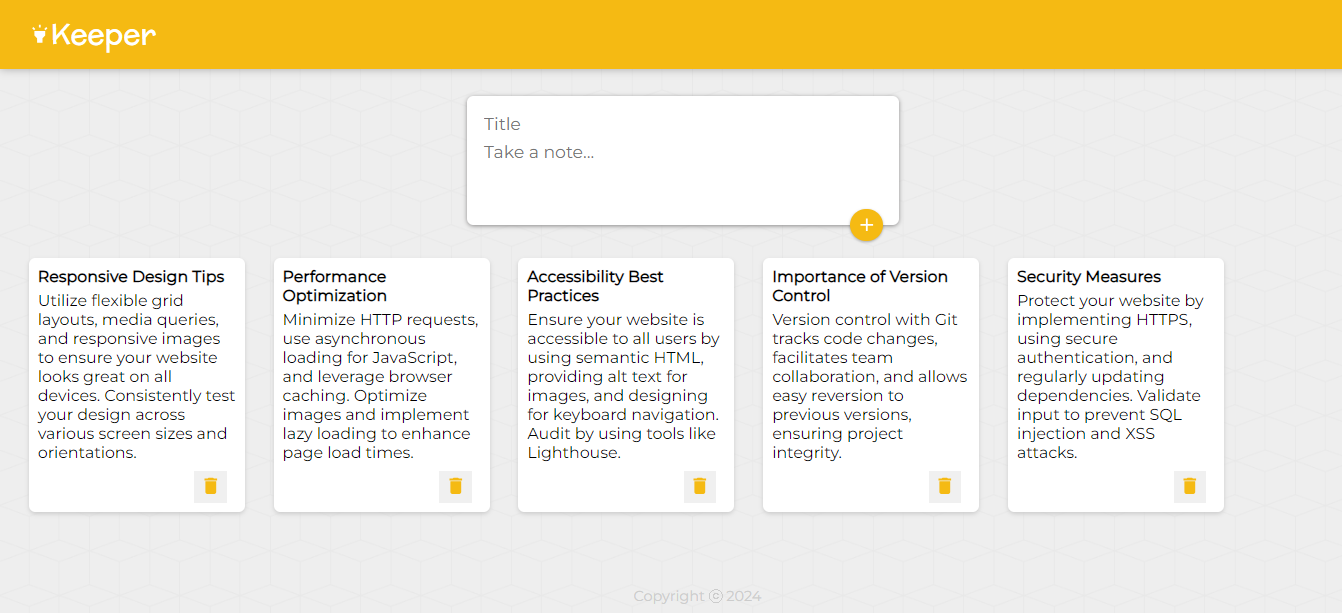 Keeper
Title
Take a note...
+
Responsive Design Tips
Utilize flexible grid
layouts, media queries,
and responsive images
to ensure your website
looks great on all
devices. Consistently test
your design across
various screen sizes and
orientations.
Performance
Optimization
Minimize HTTP requests,
use asynchronous
loading for JavaScript,
and leverage browser
caching. Optimize
images and implement
lazy loading to enhance
page load times.
Accessibility Best
Practices
Ensure your website is
accessible to all users by
using semantic HTML,
providing alt text for
images, and designing
for keyboard navigation.
Audit by using tools like
Lighthouse.
Importance of Version
Control
Version control with Git
tracks code changes,
facilitates team
collaboration, and allows
easy reversion to
previous versions,
ensuring project
integrity.
Security Measures
Protect your website by
implementing HTTPS,
using secure
authentication, and
regularly updating
dependencies. Validate
input to prevent SQL
injection and XSS
attacks.
Copyright ⓒ 2024